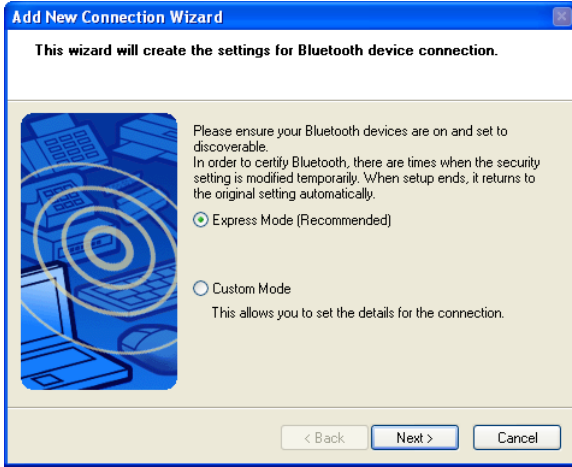 Add New Connection Wizard
This wizard will create the settings for Bluetooth device connection.
Please ensure your Bluetooth devices are on and set to
discoverable.
In order to certify Bluetooth, there are times when the security
setting is modified temporarily. When setup ends, it returns to
the original setting automatically.
Express Mode (Recommended)
Custom Mode
This allows you to set the details for the connection.
< Back Next > Cancel